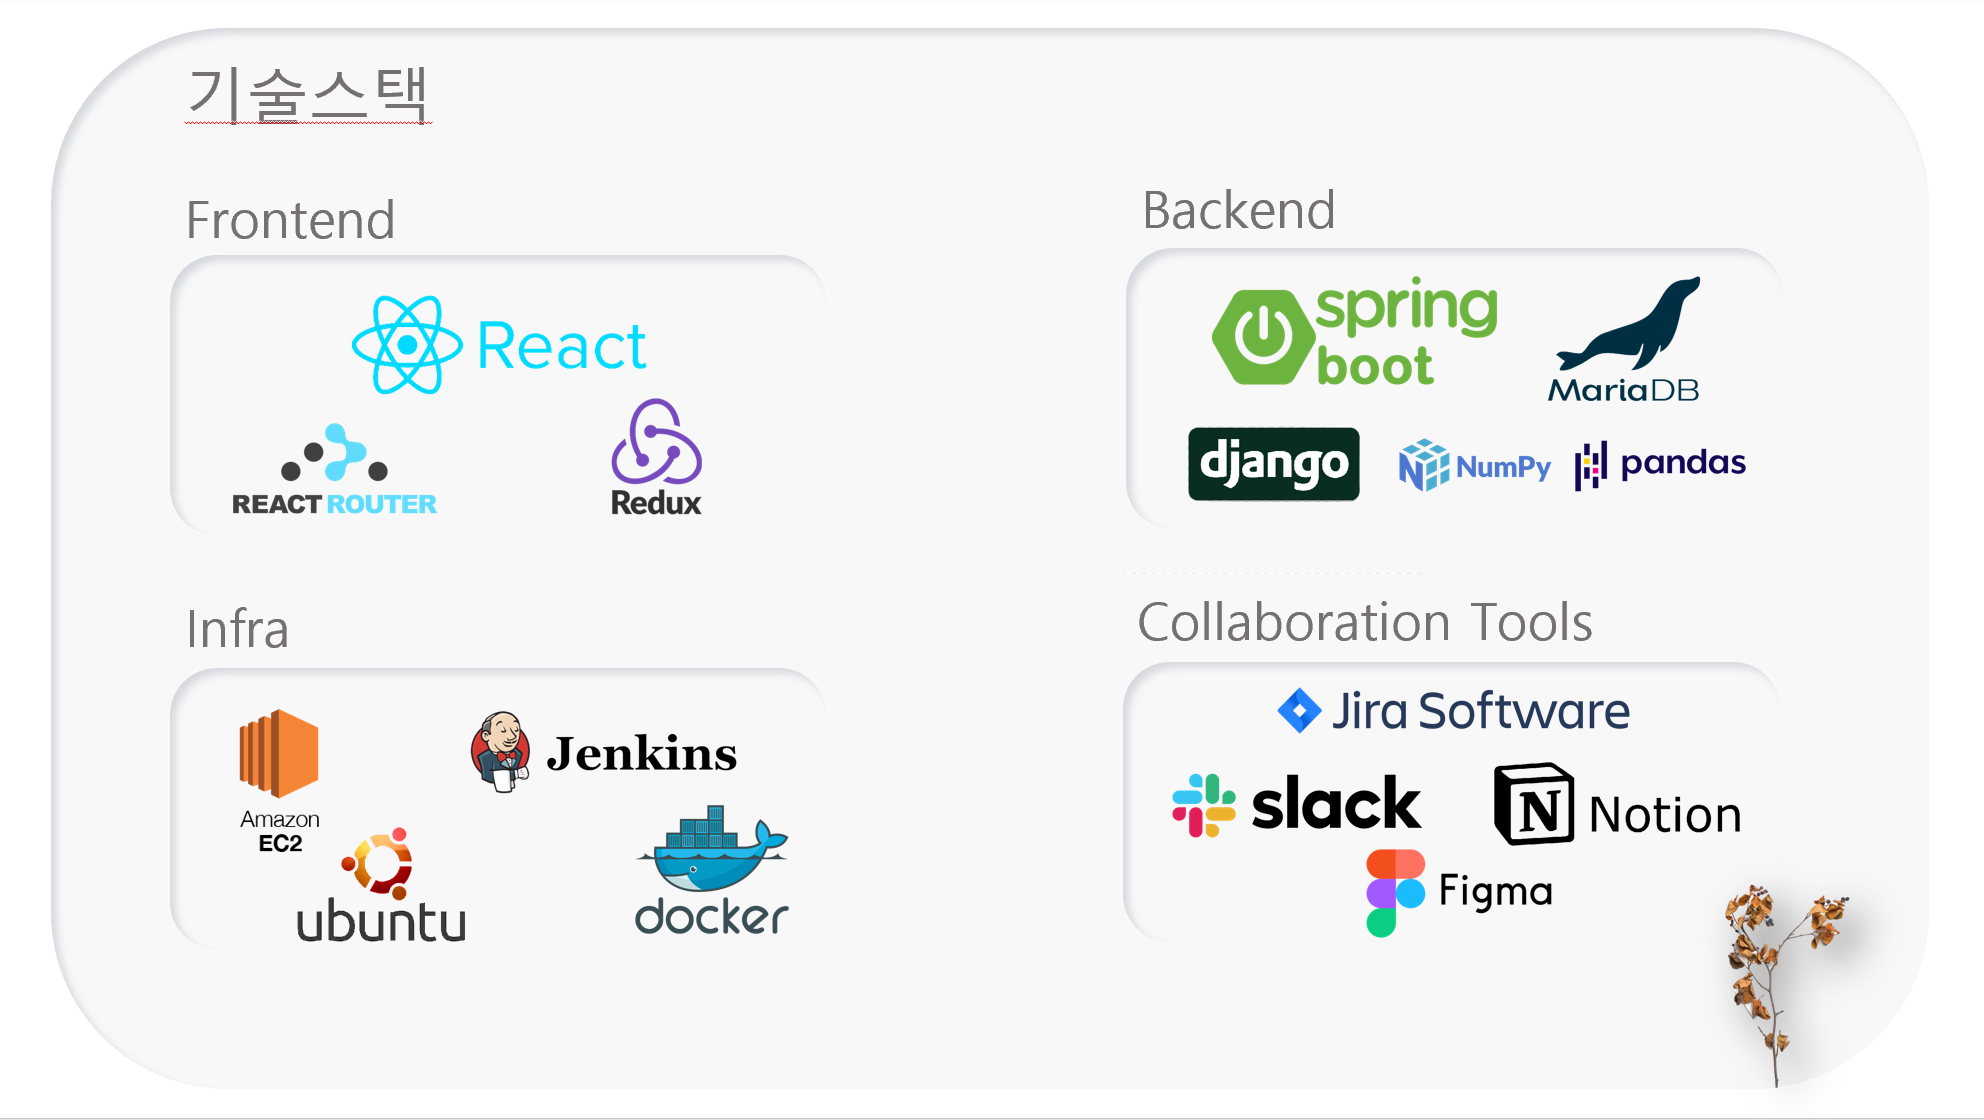 기술스택
Frontend
React
REACT ROUTER
Redux
Backend
spring
boot
MariaDB
django
NumPy
pandas
Infra
Amazon
EC2
Jenkins
ubuntu
docker
Collaboration Tools
Jira Software
slack
N
Notion
Figma